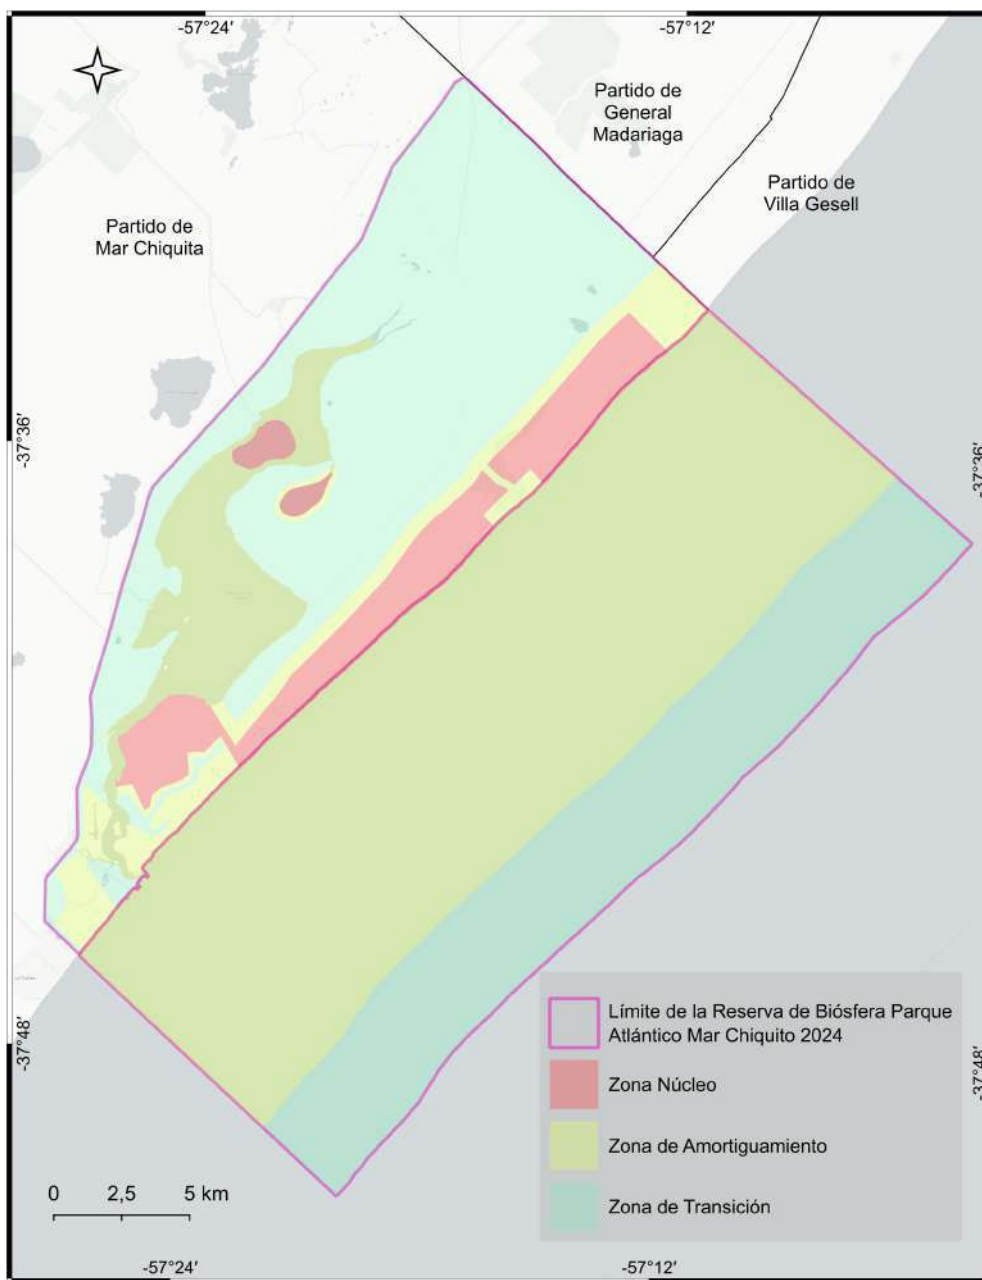 -57°24′
-57°12′
Partido de
General
Madariaga
Partido de
Villa Gesell
Partido de
Mar Chiquita
-37°36′
-37°36′
-37°48′
-37°48′
Límite de la Reserva de Biósfera Parque
Atlántico Mar Chiquito 2024
Zona Núcleo
Zona de Amortiguamiento
Zona de Transición
0 2,5 5 km
-57°24′
-57°12′